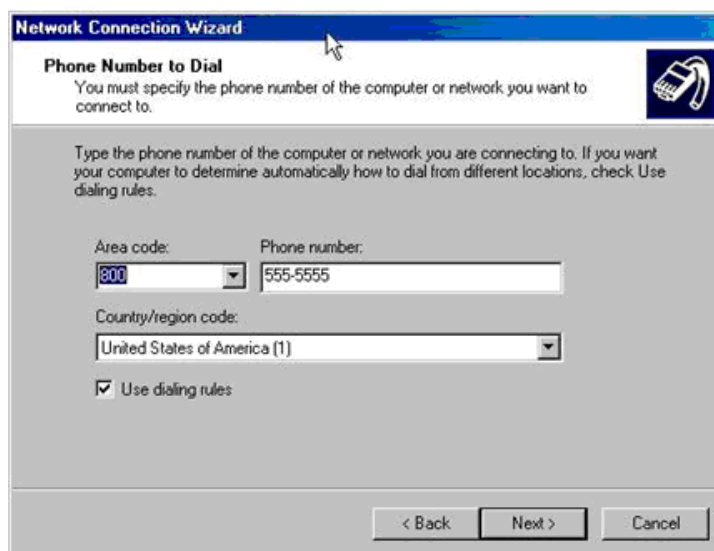 Network Connection Wizard
Phone Number to Dial
You must specify the phone number of the computer or network you want to
connect to.
Type the phone number of the computer or network you are connecting to. If you want
your computer to determine automatically how to dial from different locations, check Use
dialing rules.
Area code: Phone number:
800 555-5555
Country/region code:
United States of America (1)
Use dialing rules
< Back Next > Cancel